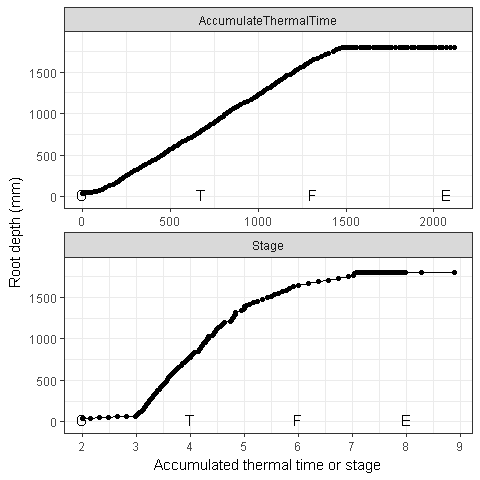 AccumulateThermalTime
1500
1000
500
0
T F E
0 500 1000 1500 2000
Stage
1500
1000
500
0
T F E
2 3 4 5 6 7 8 9
Root depth (mm)
Accumulated thermal time or stage